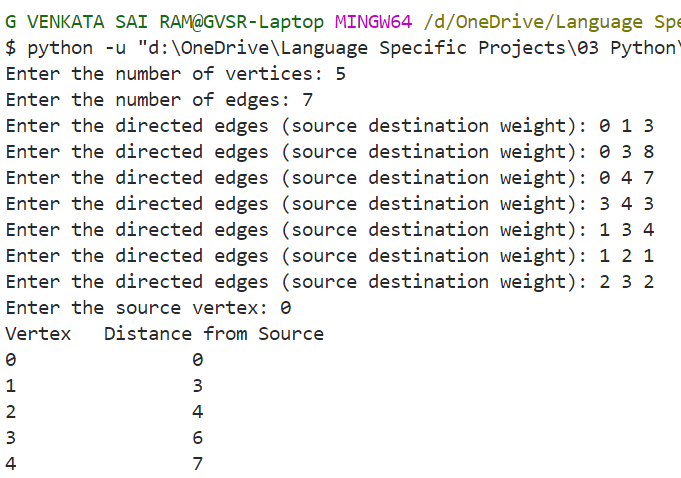 G VENKATA SAI RAM@GVSR-Laptop MINGW64 /d/OneDrive/Language Spe
$ python -u "d:\OneDrive\Language Specific Projects\03 Python\
Enter the number of vertices: 5
Enter the number of edges: 7
Enter the directed edges (source destination weight): 0 1 3
Enter the directed edges (source destination weight): 0 3 8
Enter the directed edges (source destination weight): 0 4 7
Enter the directed edges (source destination weight): 3 4 3
Enter the directed edges (source destination weight): 1 3 4
Enter the directed edges (source destination weight): 1 2 1
Enter the directed edges (source destination weight): 2 3 2
Enter the source vertex: 0
Vertex   Distance from Source
0                0
1                3
2                4
3                6
4                7